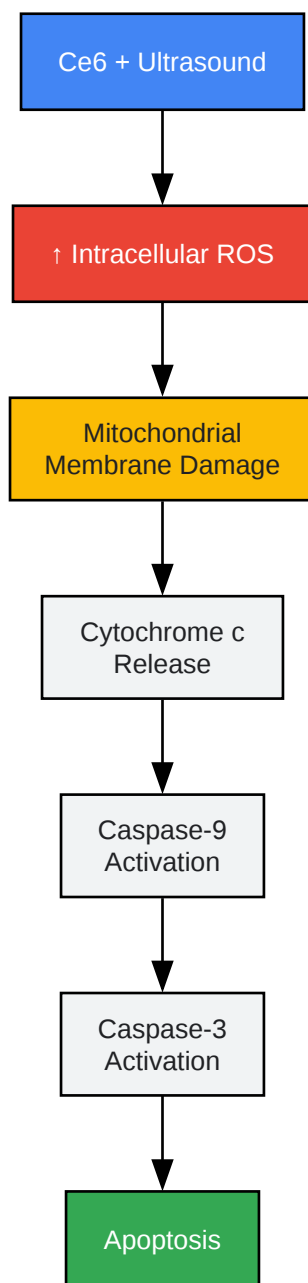 Ce6 + Ultrasound
↑ Intracellular ROS
Mitochondrial
Membrane Damage
Cytochrome c
Release
Caspase-9
Activation
Caspase-3
Activation
Apoptosis